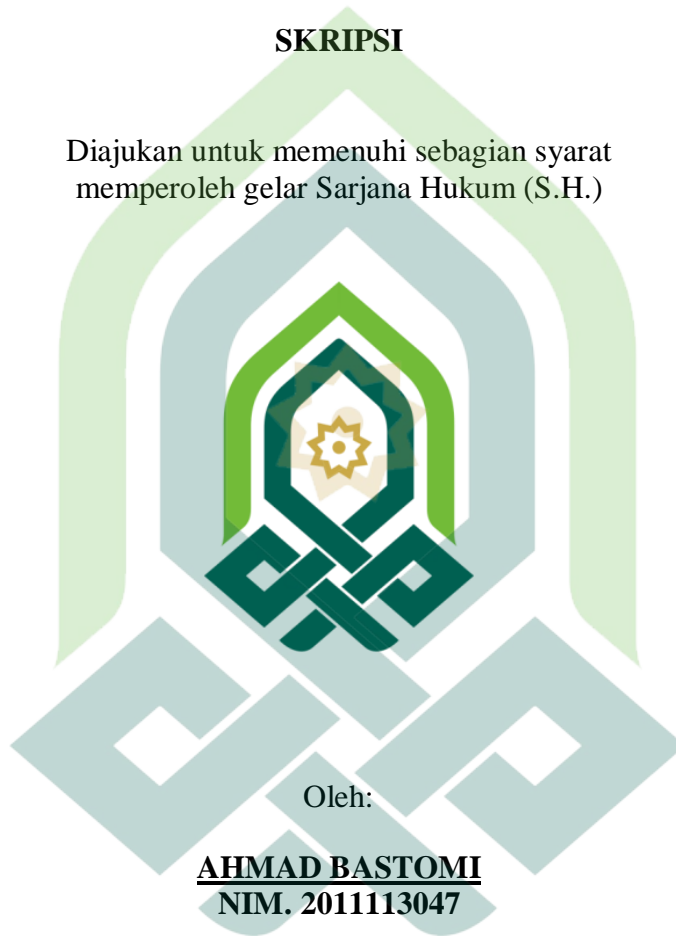 SKRIPSI
Diajukan untuk memenuhi sebagian syarat
memperoleh gelar Sarjana Hukum (S.H.)
Oleh:
AHMAD BASTOMI
NIM. 2011113047